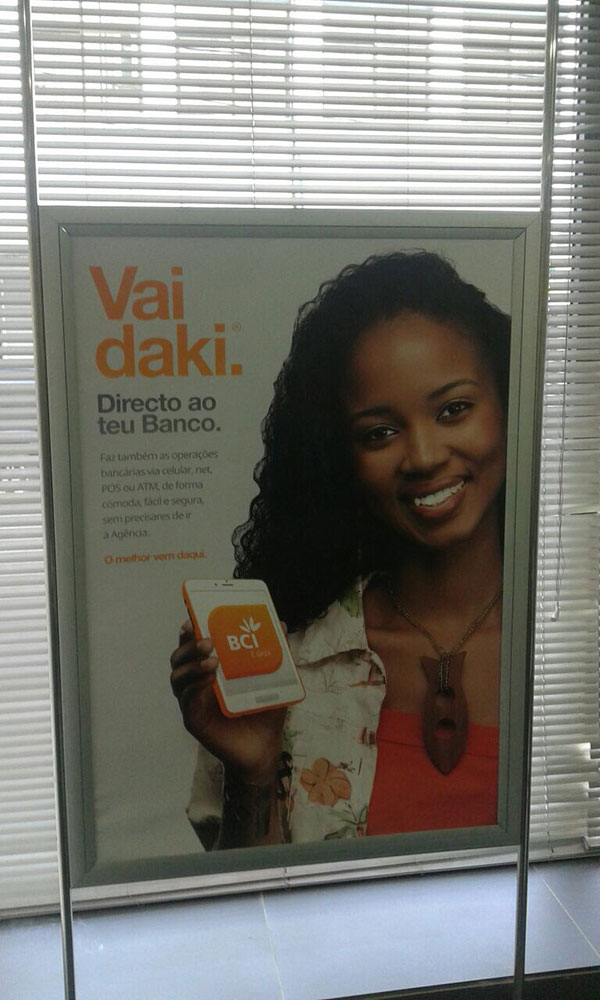 Vai
daki.®
Directo ao
teu Banco.
Faz também as operações
bancárias via celular, net,
POS ou ATM, de forma
cómoda, fácil e segura,
sem precisares de ir
à Agência.
O melhor vem daqui.
BCI
É daki